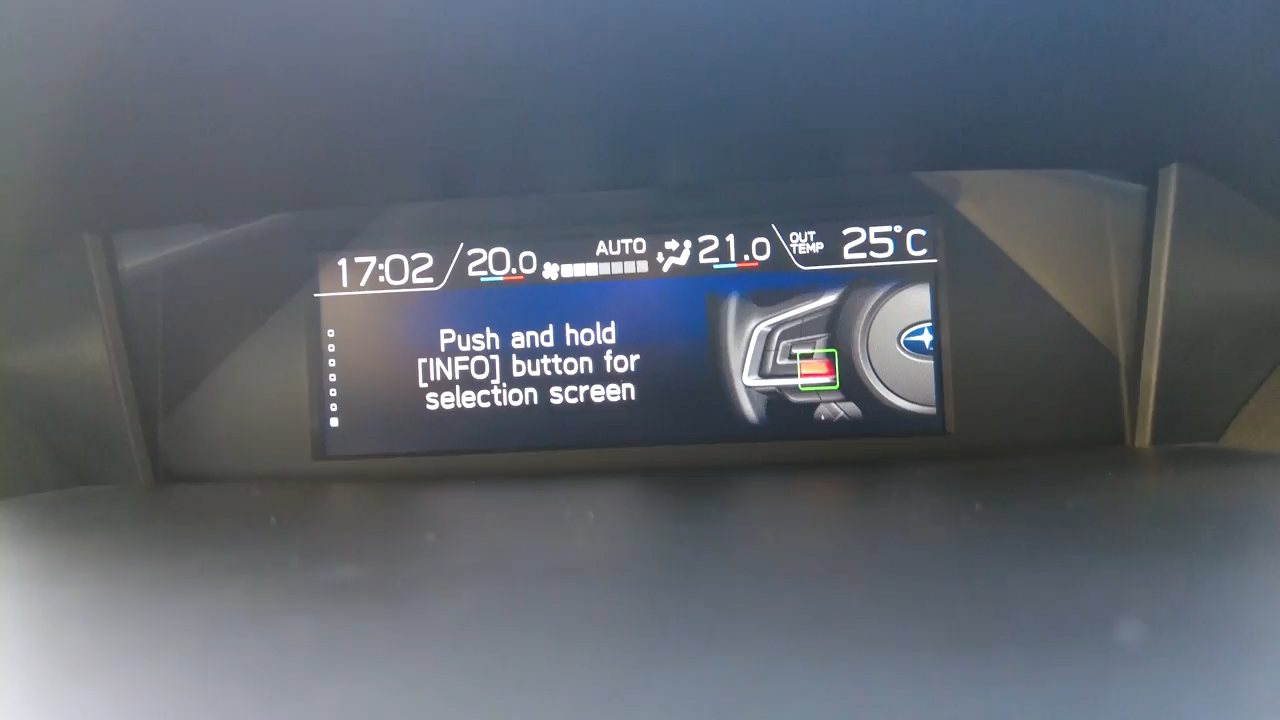 17:02 20.0 AUTO 21.0 OUT TEMP 25°C
Push and hold
[INFO] button for
selection screen